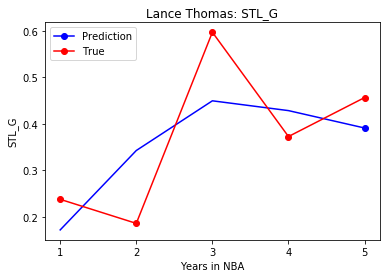 Lance Thomas: STL_G
Prediction
True
0.6
0.5
0.4
0.3
0.2
STL_G
1 2 3 4 5
Years in NBA